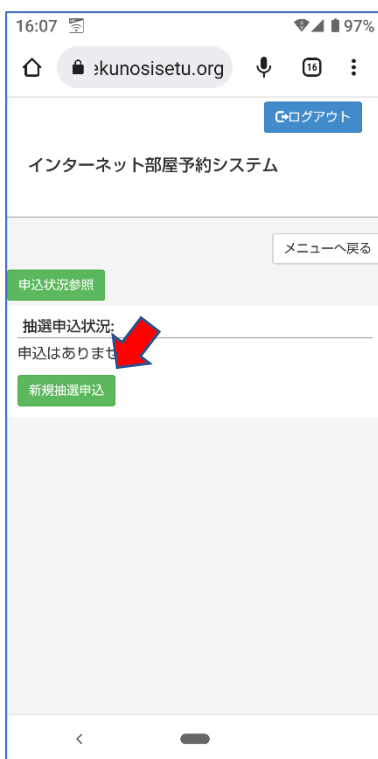 16:07 97%
ekunosisetu.org 16
ログアウト
インターネット部屋予約システム
メニューへ戻る
申込状況参照
抽選申込状況:
申込はありませ
新規抽選申込